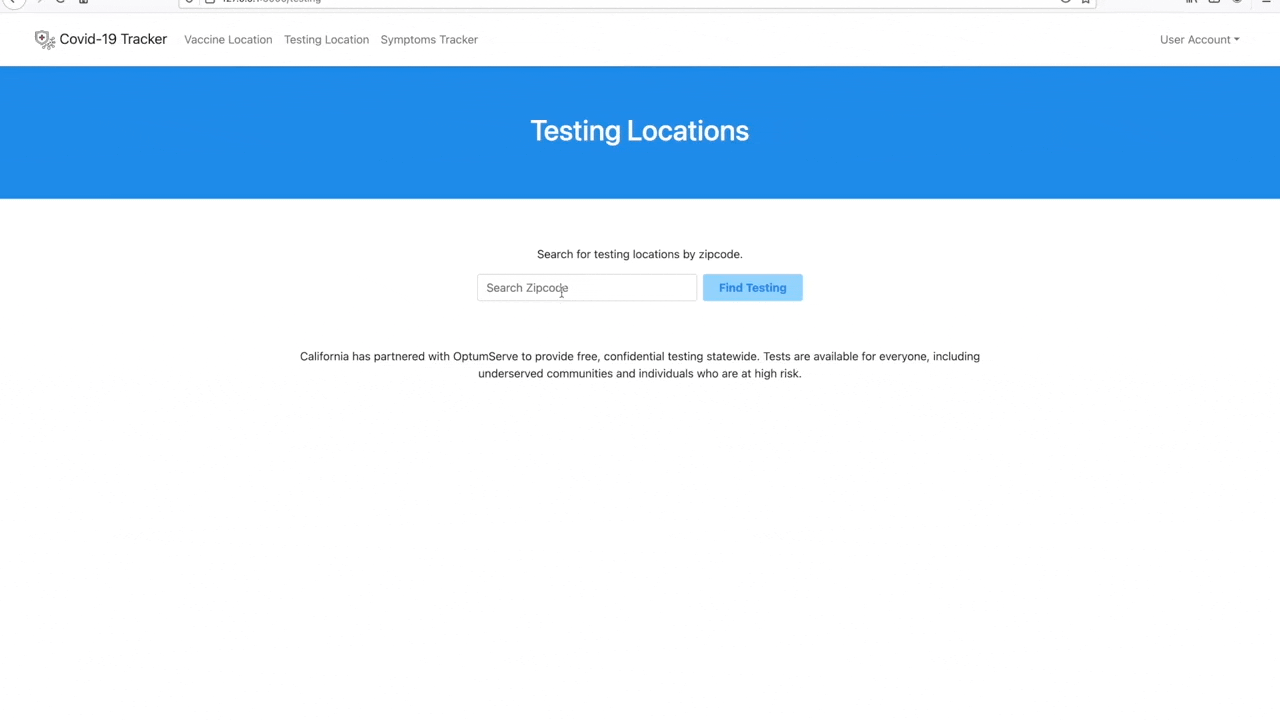 Covid-19 Tracker Vaccine Location Testing Location Symptoms Tracker User Account
Testing Locations
Search for testing locations by zipcode.
Search Zipcode Find Testing
California has partnered with OptumServe to provide free, confidential testing statewide. Tests are available for everyone, including
underserved communities and individuals who are at high risk.